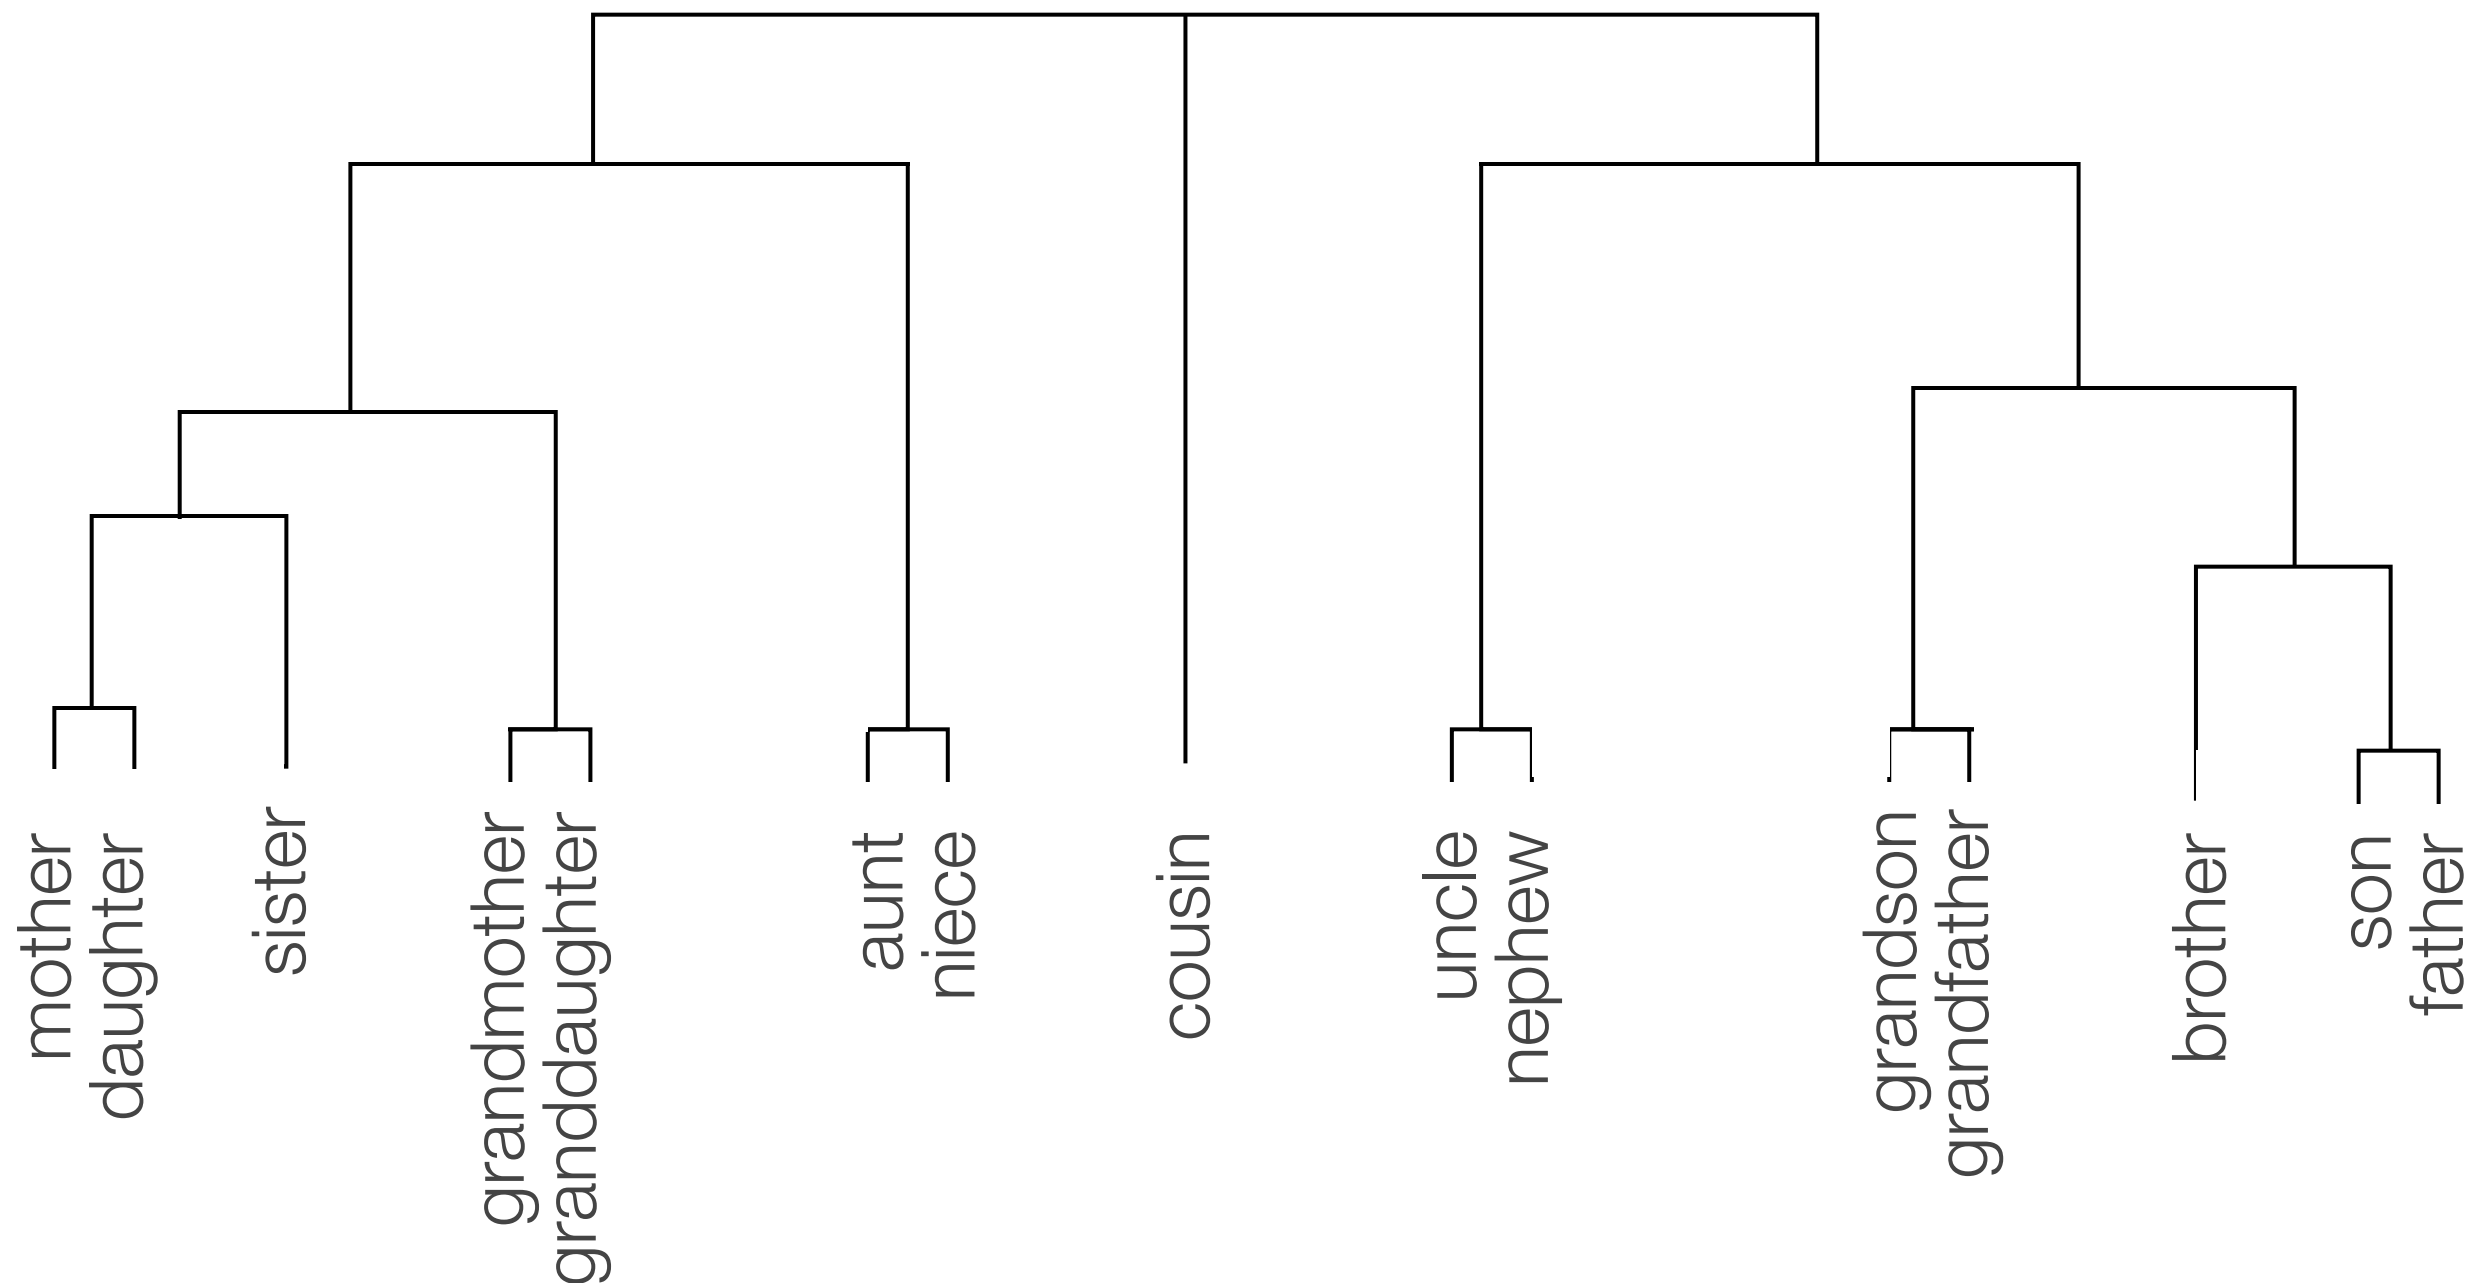 mother
daughter
sister
grandmother
granddaughter
aunt
niece
cousin
uncle
nephew
grandson
grandfather
brother
son
father